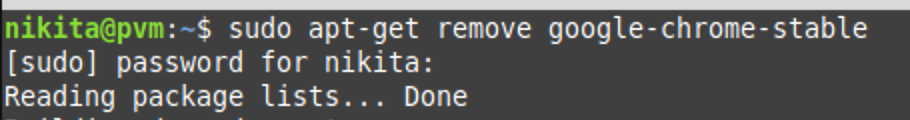 nikita@pvm:~$ sudo apt-get remove google-chrome-stable
[sudo] password for nikita:
Reading package lists... Done